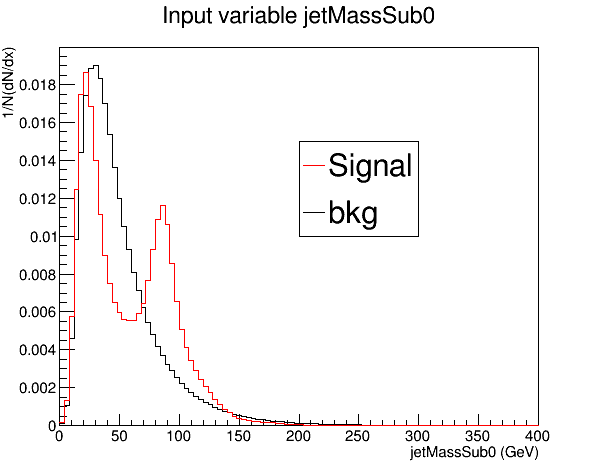 Input variable jetMassSub0
1/N(dN/dx)
0.018
0.016
0.014
0.012
0.01
0.008
0.006
0.004
0.002
0
Signal
bkg
0 50 100 150 200 250 300 350 400
jetMassSub0 (GeV)